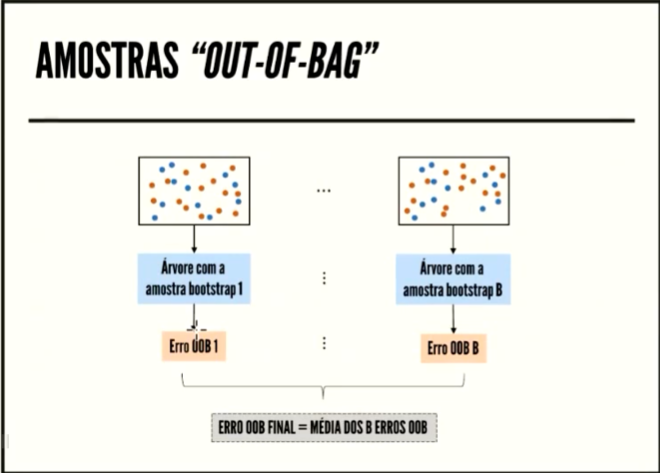 AMOSTRAS “OUT-OF-BAG”
...
Árvore com a
amostra bootstrap 1
⋮
Árvore com a
amostra bootstrap B
Erro OOB 1
⋮
Erro OOB B
ERRO OOB FINAL = MÉDIA DOS B ERROS OOB